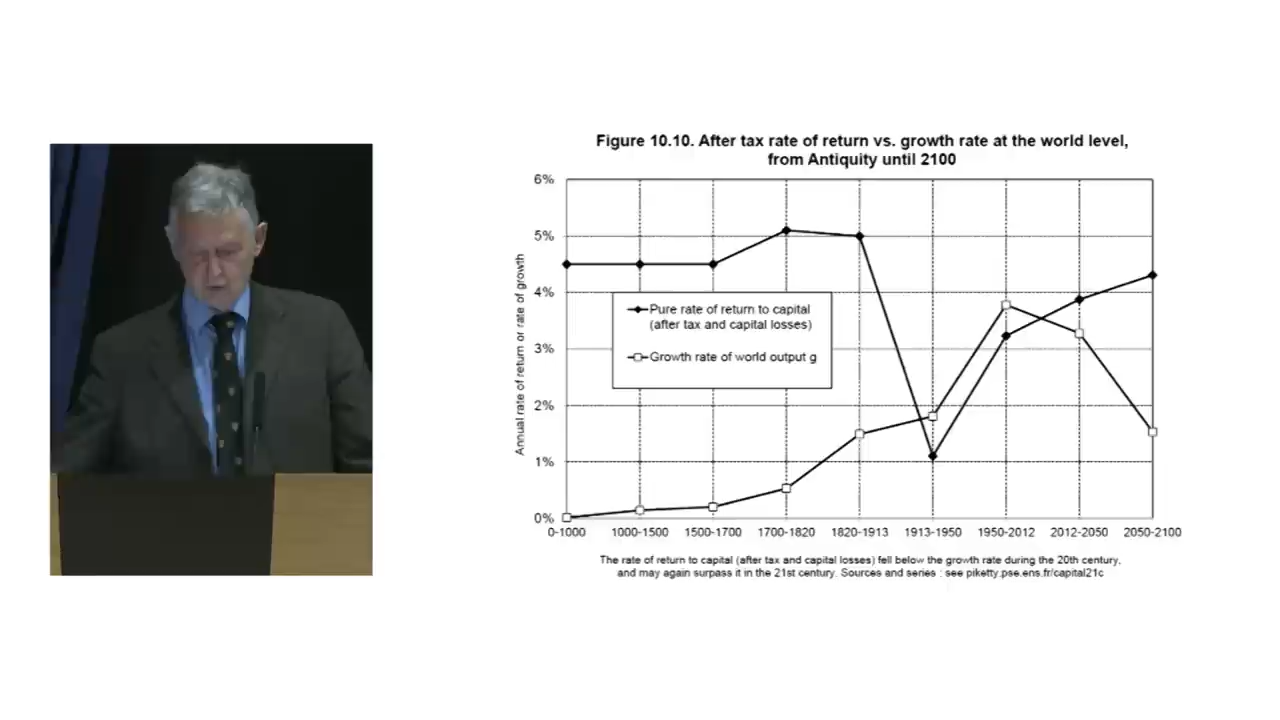 Figure 10.10. After tax rate of return vs. growth rate at the world level,
from Antiquity until 2100
Annual rate of return or rate of growth
6%
5%
4%
3%
2%
1%
0%
Pure rate of return to capital
(after tax and capital losses)
Growth rate of world output g
0-1000 1000-1500 1500-1700 1700-1820 1820-1913 1913-1950 1950-2012 2012-2050 2050-2100
The rate of return to capital (after tax and capital losses) fell below the growth rate during the 20th century,
and may again surpass it in the 21st century. Sources and series : see piketty.pse.ens.fr/capital21c